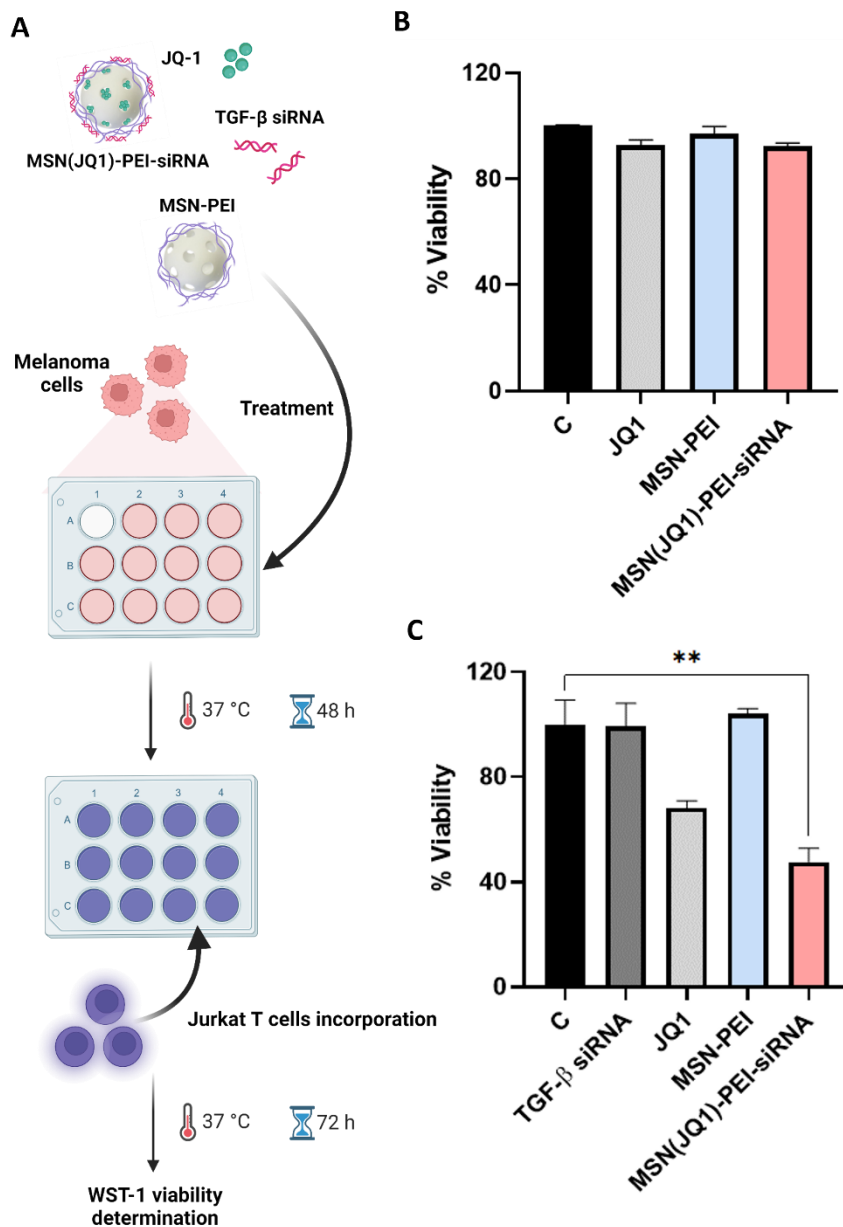 A
JQ-1
TGF-β siRNA
MSN(JQ1)-PEI-siRNA
MSN-PEI
Melanoma
cells
Treatment
1 2 3 4
A
B
C
37 °C
48 h
1 2 3 4
A
B
C
Jurkat T cells incorporation
37 °C
72 h
WST-1 viability
determination
B
% Viability
120
80
40
0
C
JQ1
MSN-PEI
MSN(JQ1)-PEI-siRNA
C
**
% Viability
120
80
40
0
C
TGF-β siRNA
JQ1
MSN-PEI
MSN(JQ1)-PEI-siRNA